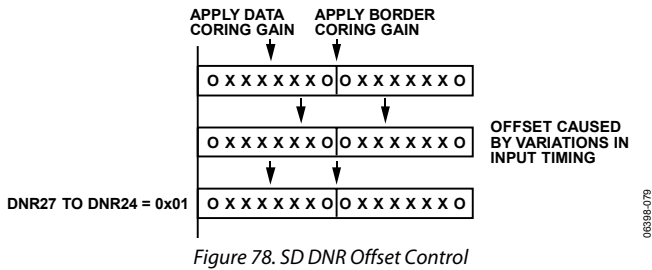 APPLY DATA
CORING GAIN
APPLY BORDER
CORING GAIN
O X X X X X X O O X X X X X X O
O X X X X X X O O X X X X X X O
OFFSET CAUSED
BY VARIATIONS IN
INPUT TIMING
DNR27 TO DNR24 = 0x01
O X X X X X X O O X X X X X X O
06398-079
Figure 78. SD DNR Offset Control